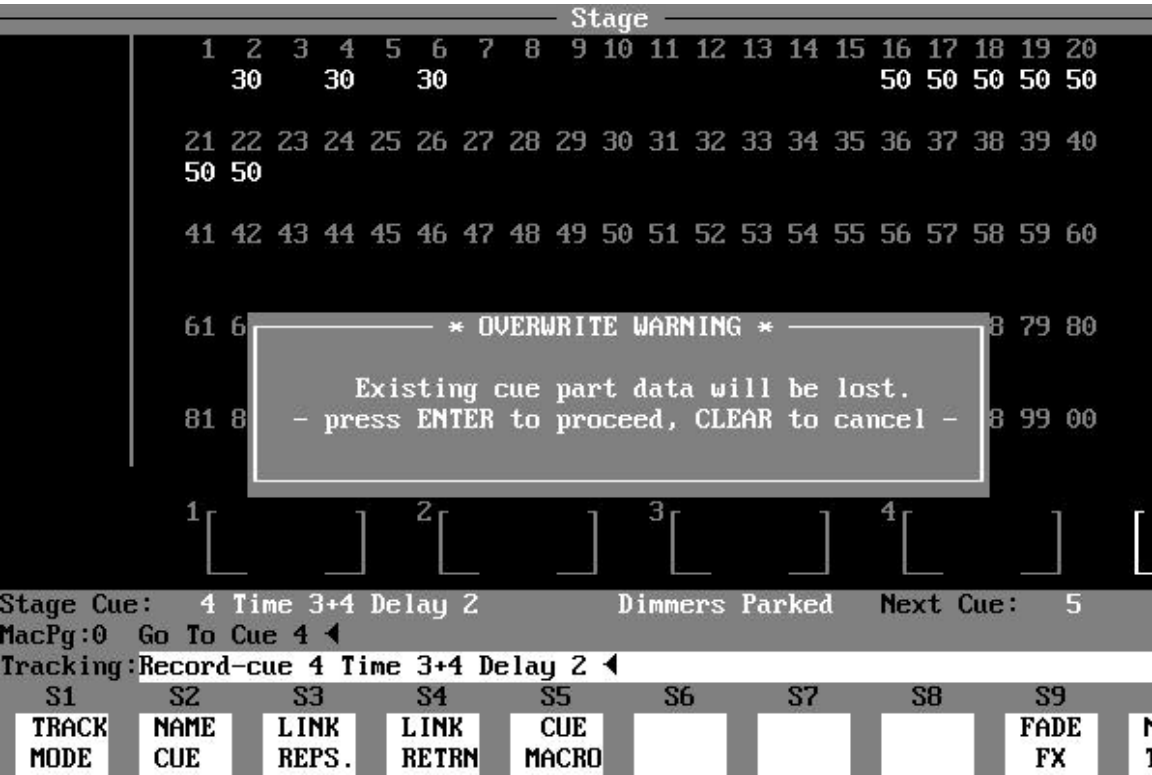 Stage
1 2 3 4 5 6 7 8 9 10 11 12 13 14 15 16 17 18 19 20
30 30 30 50 50 50 50 50
21 22 23 24 25 26 27 28 29 30 31 32 33 34 35 36 37 38 39 40
50 50
41 42 43 44 45 46 47 48 49 50 51 52 53 54 55 56 57 58 59 60
61 6 * OVERWRITE WARNING * 8 79 80
Existing cue part data will be lost.
81 8 - press ENTER to proceed, CLEAR to cancel - 8 99 00
1 2 3 4
Stage Cue: 4 Time 3+4 Delay 2 Dimmers Parked Next Cue: 5
MacPg:0 Go To Cue 4 ◄
Tracking:Record-cue 4 Time 3+4 Delay 2 ◄
S1 S2 S3 S4 S5 S6 S7 S8 S9
TRACK NAME LINK LINK CUE FADE
MODE CUE REPS. RETRN MACRO FX